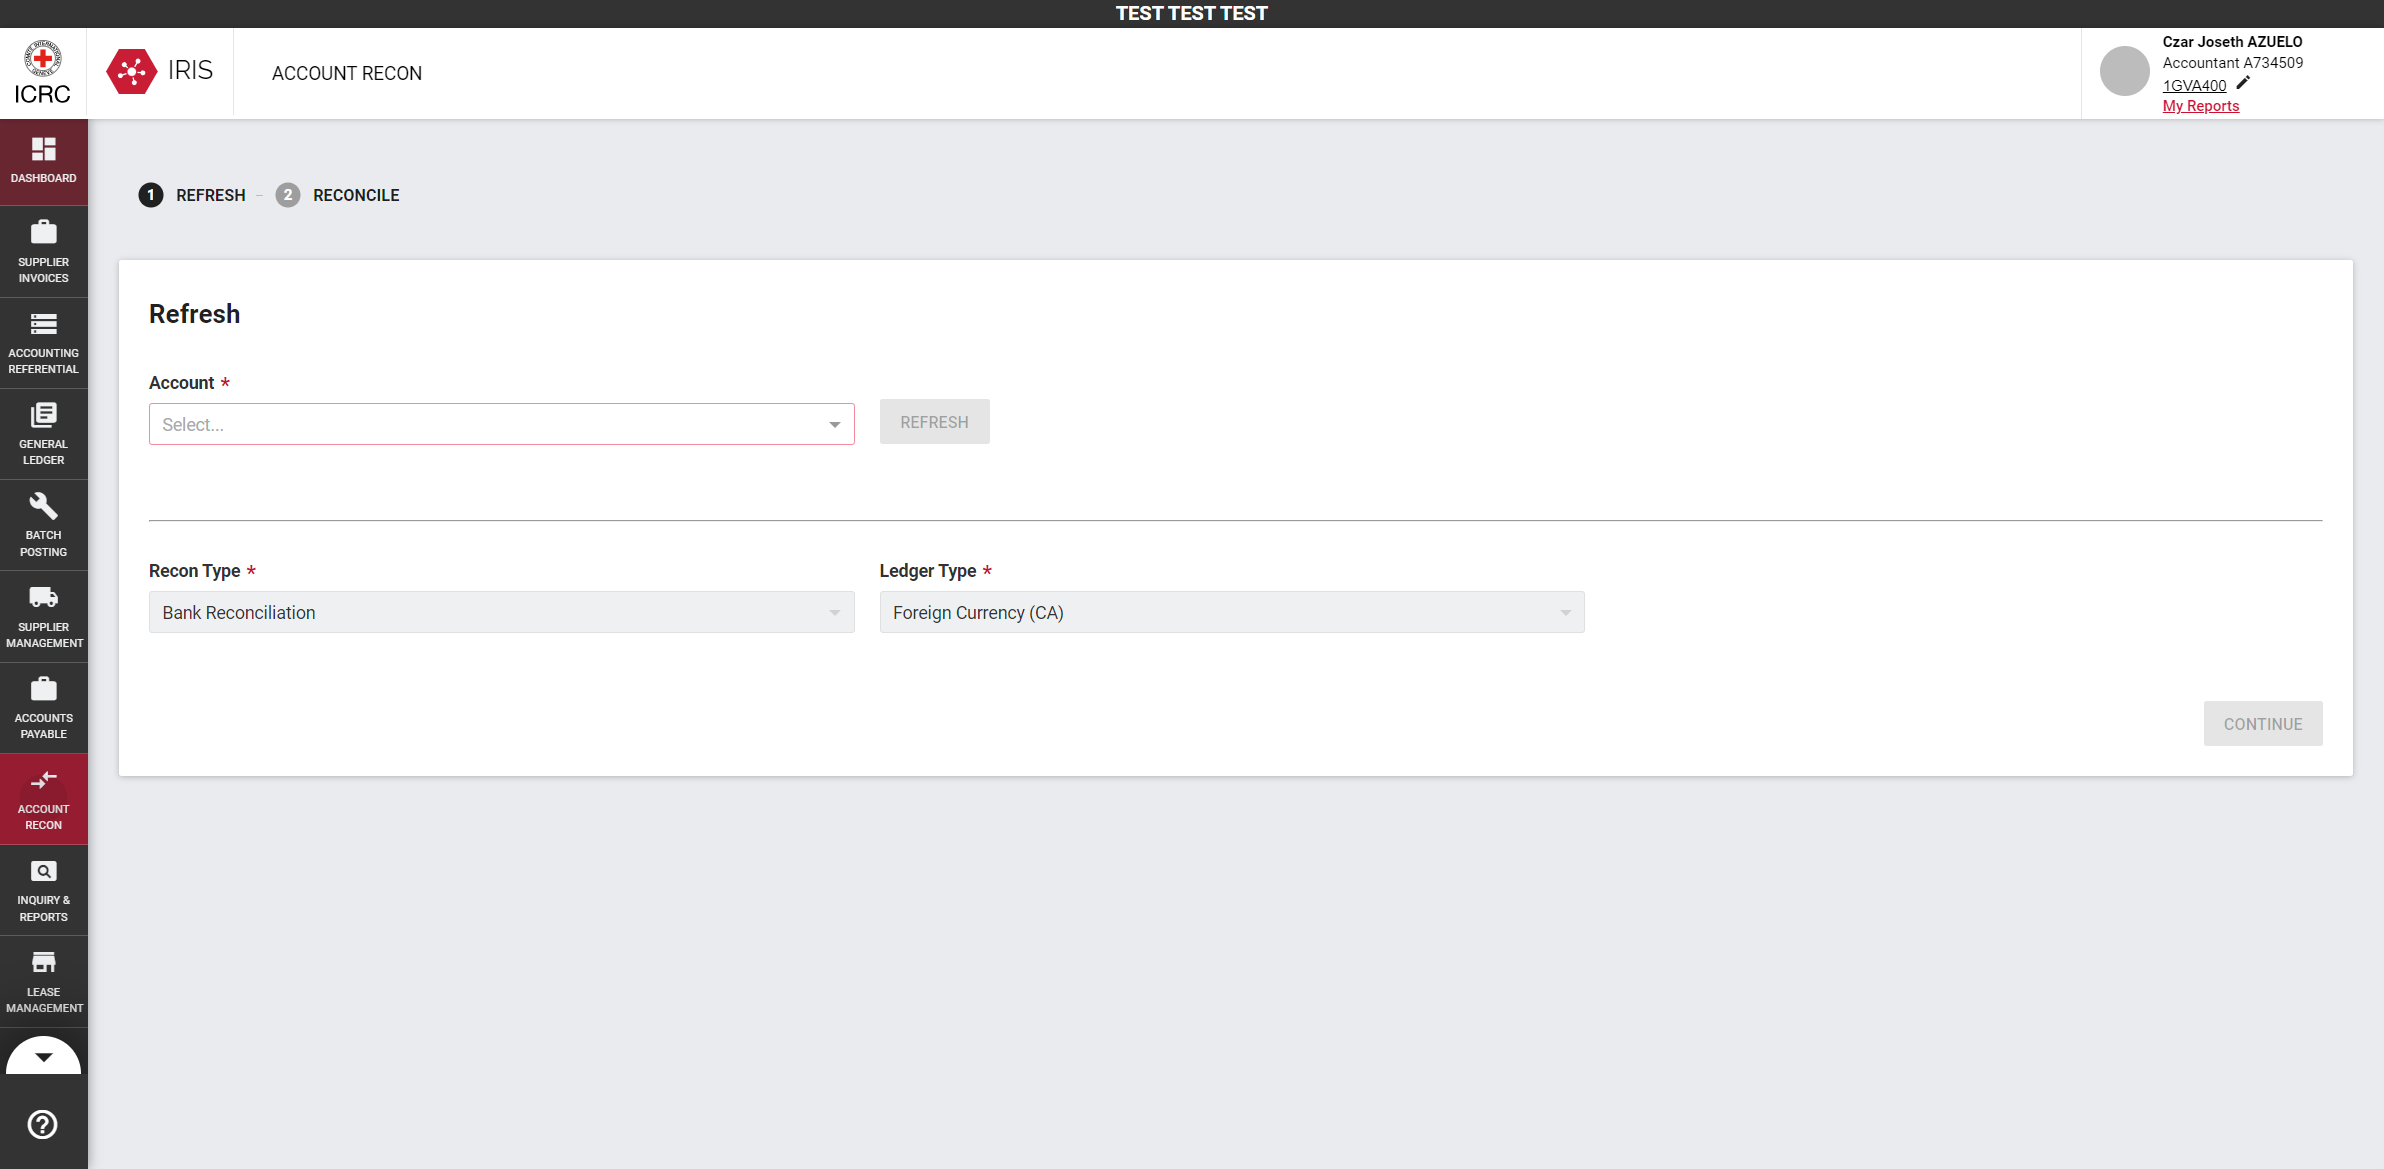 TEST TEST TEST
ICRC
IRIS
ACCOUNT RECON
Czar Joseth AZUELO
Accountant A734509
1GVA400
My Reports
DASHBOARD
SUPPLIER
INVOICES
ACCOUNTING
REFERENTIAL
GENERAL
LEDGER
BATCH
POSTING
SUPPLIER
MANAGEMENT
ACCOUNTS
PAYABLE
ACCOUNT
RECON
INQUIRY &
REPORTS
LEASE
MANAGEMENT
1 REFRESH – 2 RECONCILE
Refresh
Account *
Select...
REFRESH
Recon Type *
Ledger Type *
Bank Reconciliation
Foreign Currency (CA)
CONTINUE